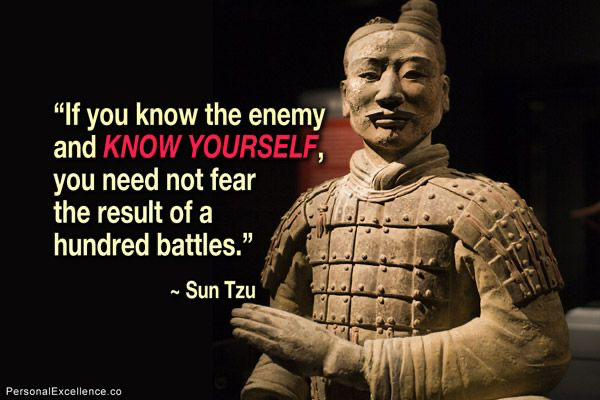 “If you know the enemy
and KNOW YOURSELF,
you need not fear
the result of a
hundred battles.”
~ Sun Tzu
PersonalExcellence.co